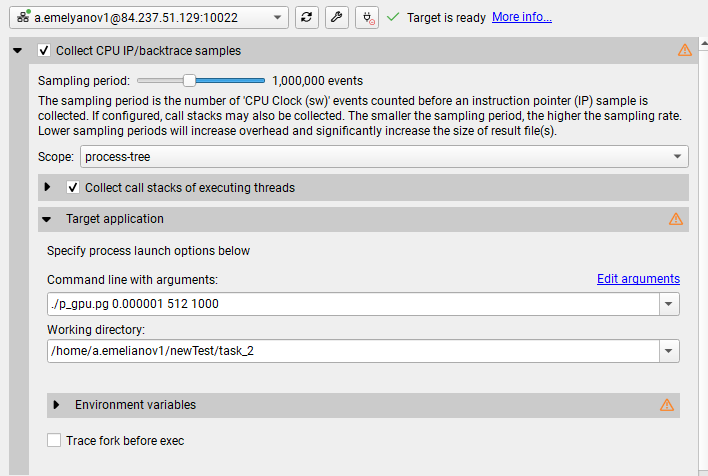 a.emelyanov1@84.237.51.129:10022
Target is ready More info...
Collect CPU IP/backtrace samples
Sampling period: 1,000,000 events
The sampling period is the number of 'CPU Clock (sw)' events counted before an instruction pointer (IP) sample is
collected. If configured, call stacks may also be collected. The smaller the sampling period, the higher the sampling rate.
Lower sampling periods will increase overhead and significantly increase the size of result file(s).
Scope: process-tree
Collect call stacks of executing threads
Target application
Specify process launch options below
Command line with arguments: Edit arguments
./p_gpu.pg 0.000001 512 1000
Working directory:
/home/a.emelianov1/newTest/task_2
Environment variables
Trace fork before exec